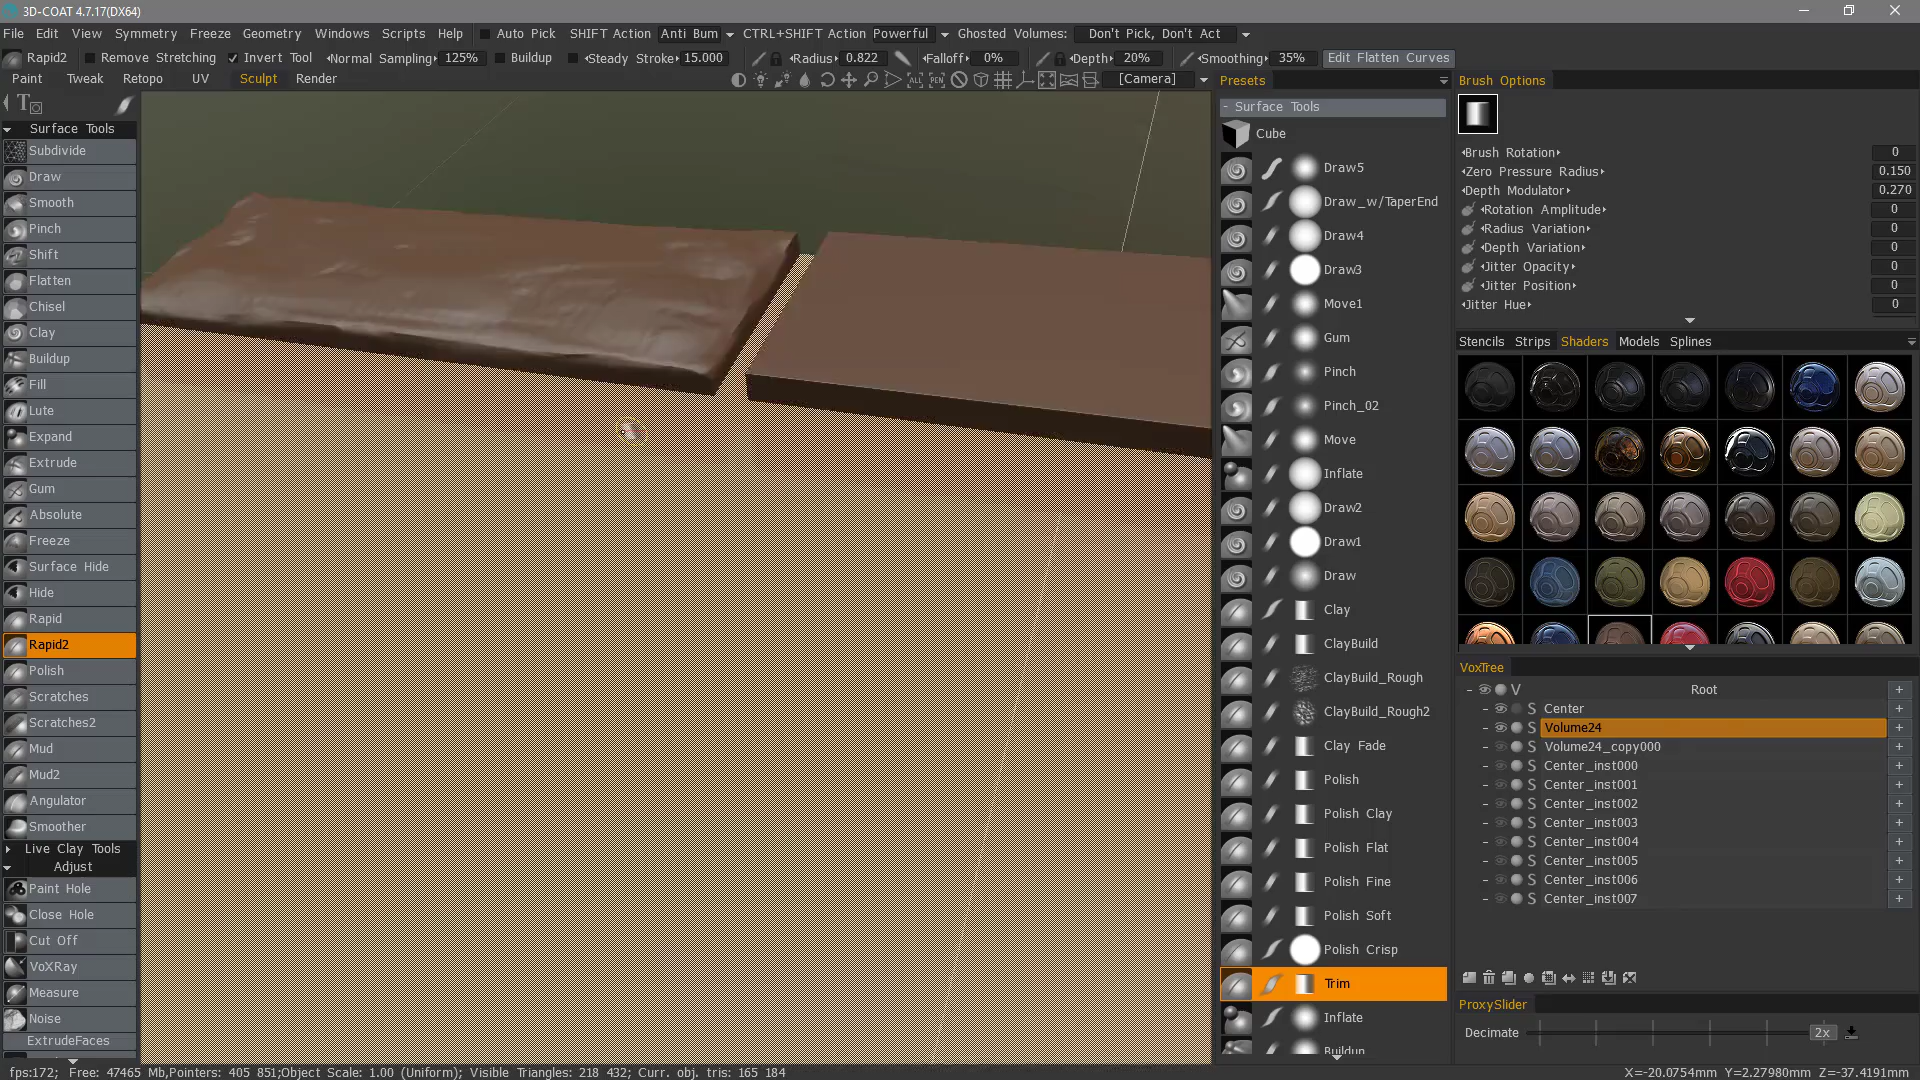 3D-COAT 4.7.17(DX64)
File Edit View Symmetry Freeze Geometry Textures Windows Scripts Help Auto Pick SHIFT Action Anti Bum CTRL+SHIFT Action Powerful Ghosted Volumes: Don't Pick, Don't Act
Rapid2 Remove Stretching Invert Tool Normal Sampling 125% Buildup Steady Stroke 15.000 Radius 0.822 Falloff 0% Depth 20% Smoothing 35% Edit Flatten Curves
Paint Tweak Retopo UV Sculpt Render [Camera]
Surface Tools
Subdivide
Draw
Smooth
Pinch
Shift
Flatten
Chisel
Clay
Buildup
Fill
Lute
Expand
Extrude
Gum
Absolute
Freeze
Surface Hide
Hide
Rapid
Rapid2
Polish
Scratches
Scratches2
Mud
Mud2
Angulator
Smoother
Live Clay Tools
Adjust
Paint Hole
Close Hole
Cut Off
VoXRay
Measure
Noise
ExtrudeFaces
Presets
- Surface Tools
Cube
Draw5
Draw_w/TaperEnd
Draw4
Draw3
Move1
Gum
Pinch
Pinch_02
Move
Inflate
Draw2
Draw1
Draw
Clay
ClayBuild
ClayBuild_Rough
ClayBuild_Rough2
Clay Fade
Polish
Polish Clay
Polish Flat
Polish Fine
Polish Soft
Polish Crisp
Trim
Inflate
Buildup
Brush Options
Brush Rotation 0
Zero Pressure Radius 0.150
Depth Modulator 0.270
Rotation Amplitude 0
Radius Variation 0
Depth Variation 0
Jitter Opacity 0
Jitter Position 0
Jitter Hue 0
Stencils Strips Shaders Models Splines
VoxTree
- V Root +
- S Center +
- S Volume24 +
- S Volume24_copy000 +
- S Center_inst000 +
- S Center_inst001 +
- S Center_inst002 +
- S Center_inst003 +
- S Center_inst004 +
- S Center_inst005 +
- S Center_inst006 +
- S Center_inst007 +
ProxySlider
Decimate 2x
fps:172; Free: 47465 Mb,Pointers: 405 851;Object Scale: 1.00 (Uniform); Visible Triangles: 218 432; Curr. obj. tris: 165 184
X=-20.0754mm Y=2.27980mm Z=-37.4191mm